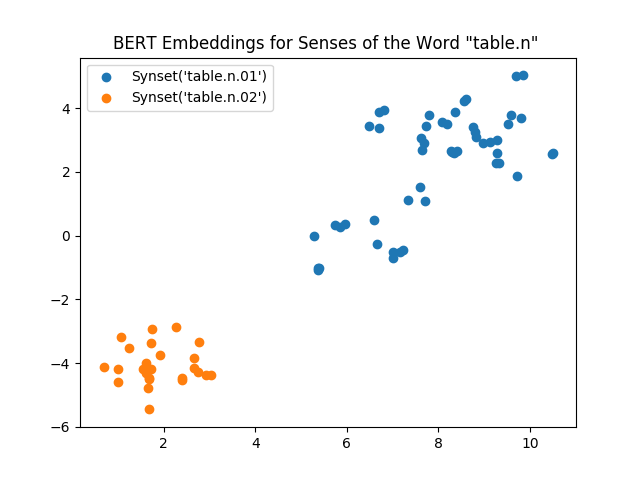 BERT Embeddings for Senses of the Word "table.n"
Synset('table.n.01')
Synset('table.n.02')
4
2
0
−2
−4
−6
2 4 6 8 10